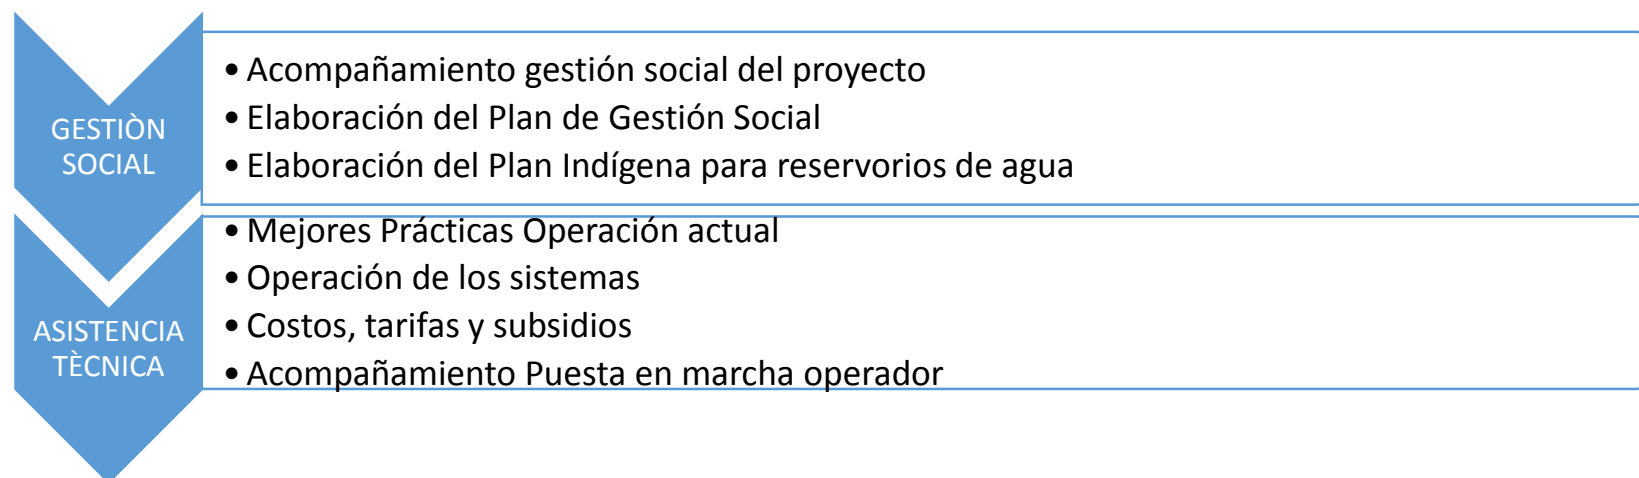 GESTIÒN
SOCIAL
• Acompañamiento gestión social del proyecto
• Elaboración del Plan de Gestión Social
• Elaboración del Plan Indígena para reservorios de agua
ASISTENCIA
TÈCNICA
• Mejores Prácticas Operación actual
• Operación de los sistemas
• Costos, tarifas y subsidios
• Acompañamiento Puesta en marcha operador